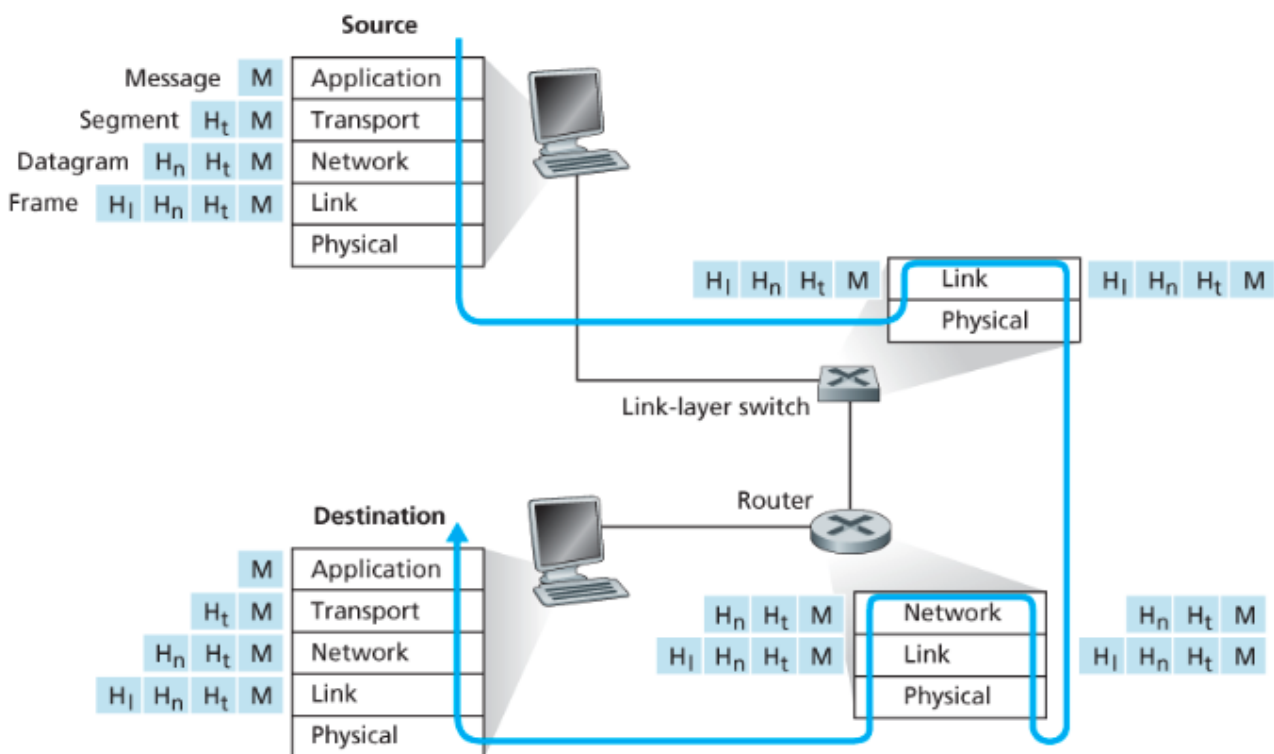 Source
Message M Application
Segment Ht M Transport
Datagram Hn Ht M Network
Frame Hl Hn Ht M Link
Physical
Hl Hn Ht M Link Hl Hn Ht M
Physical
Link-layer switch
Router
Destination
M Application
Ht M Transport
Hn Ht M Network
Hl Hn Ht M Link
Physical
Hn Ht M Network Hn Ht M
Hl Hn Ht M Link Hl Hn Ht M
Physical